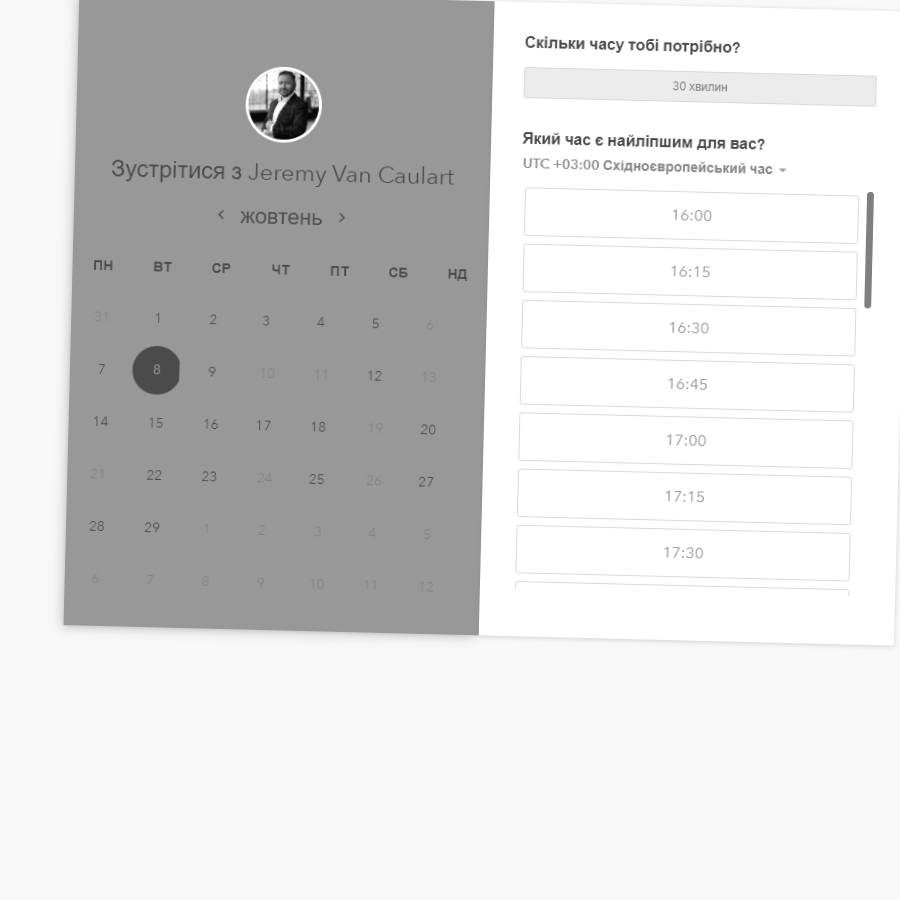 Зустрітися з Jeremy Van Caulart
жовтень
ПН ВТ СР ЧТ ПТ СБ НД
31 1 2 3 4 5 6
7 8 9 10 11 12 13
14 15 16 17 18 19 20
21 22 23 24 25 26 27
28 29 1 2 3 4 5
6 7 8 9 10 11 12
Скільки часу тобі потрібно?
30 хвилин
Який час є найліпшим для вас?
UTC +03:00 Східноєвропейський час
16:00
16:15
16:30
16:45
17:00
17:15
17:30